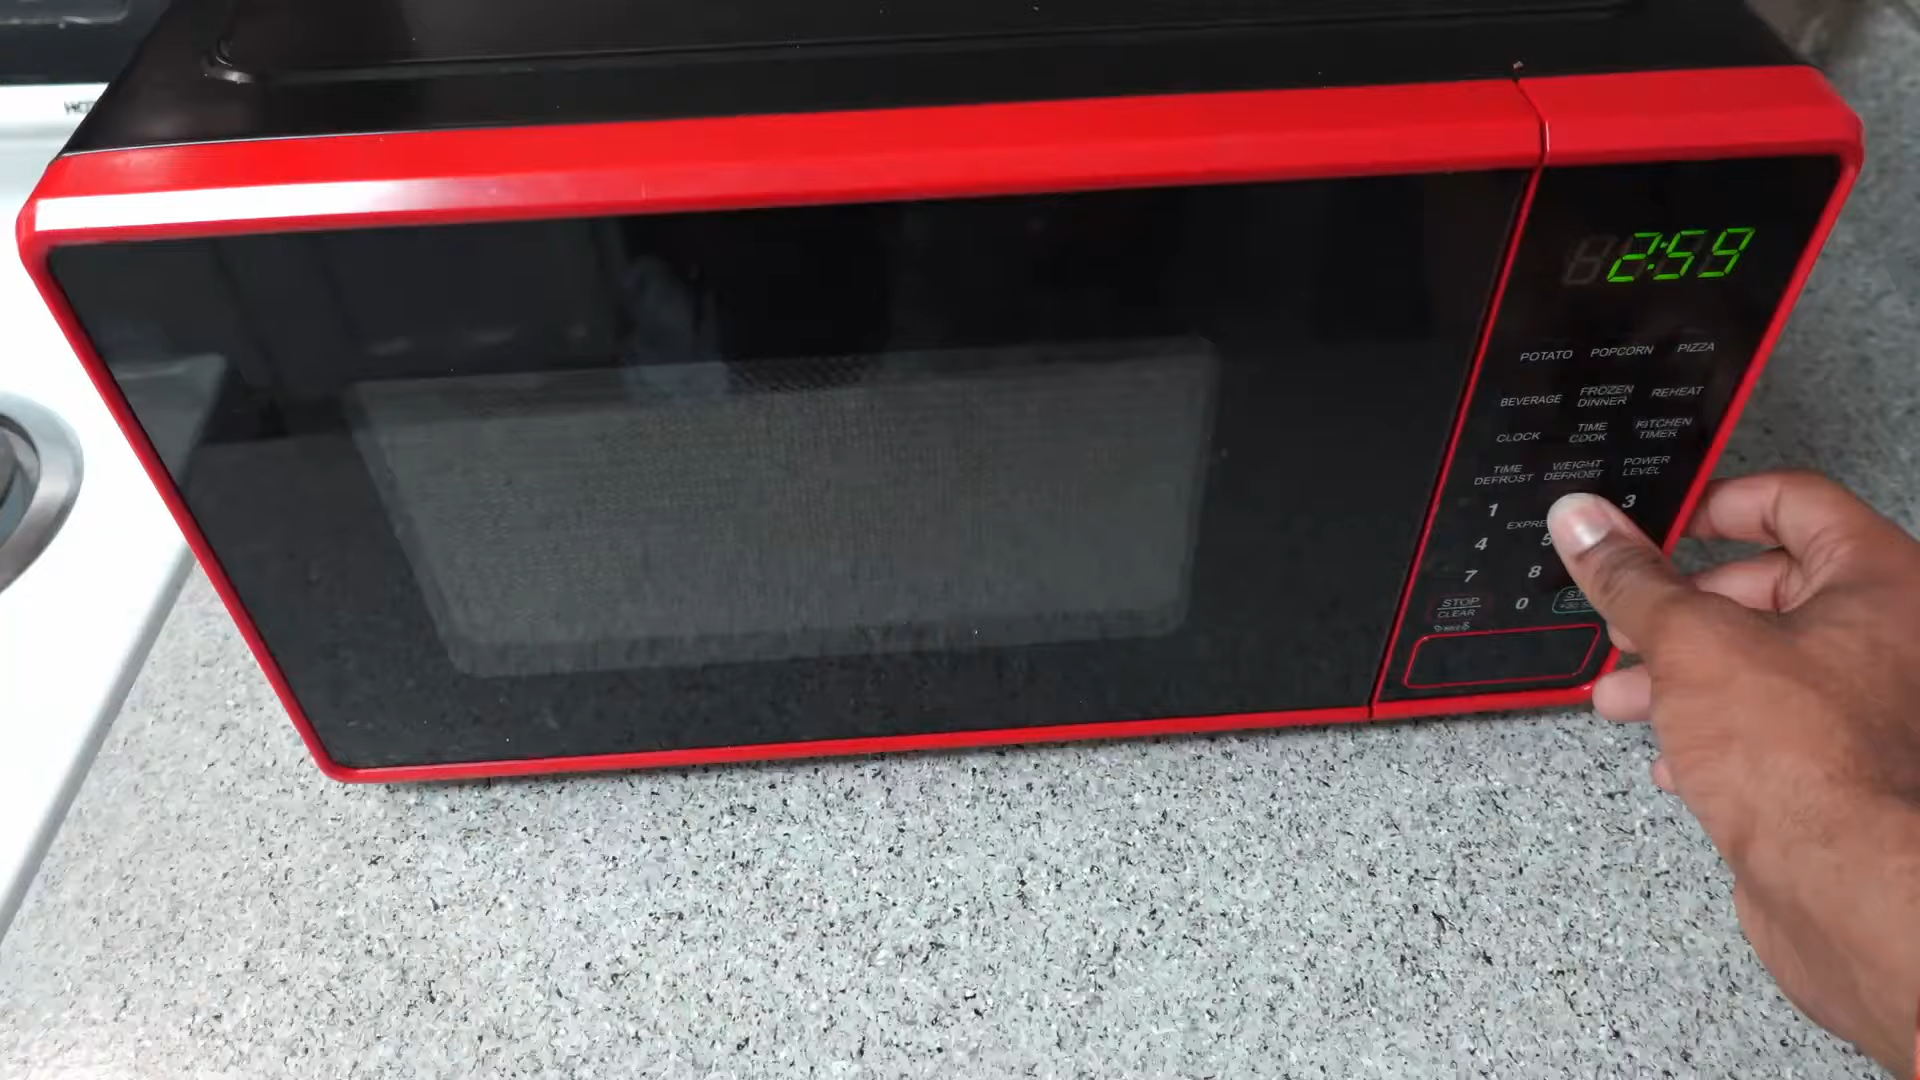 2:59
POTATO POPCORN PIZZA
BEVERAGE FROZEN DINNER REHEAT
CLOCK TIME COOK KITCHEN TIMER
TIME DEFROST WEIGHT DEFROST POWER LEVEL
1 3
4 5
7 8
STOP CLEAR 0